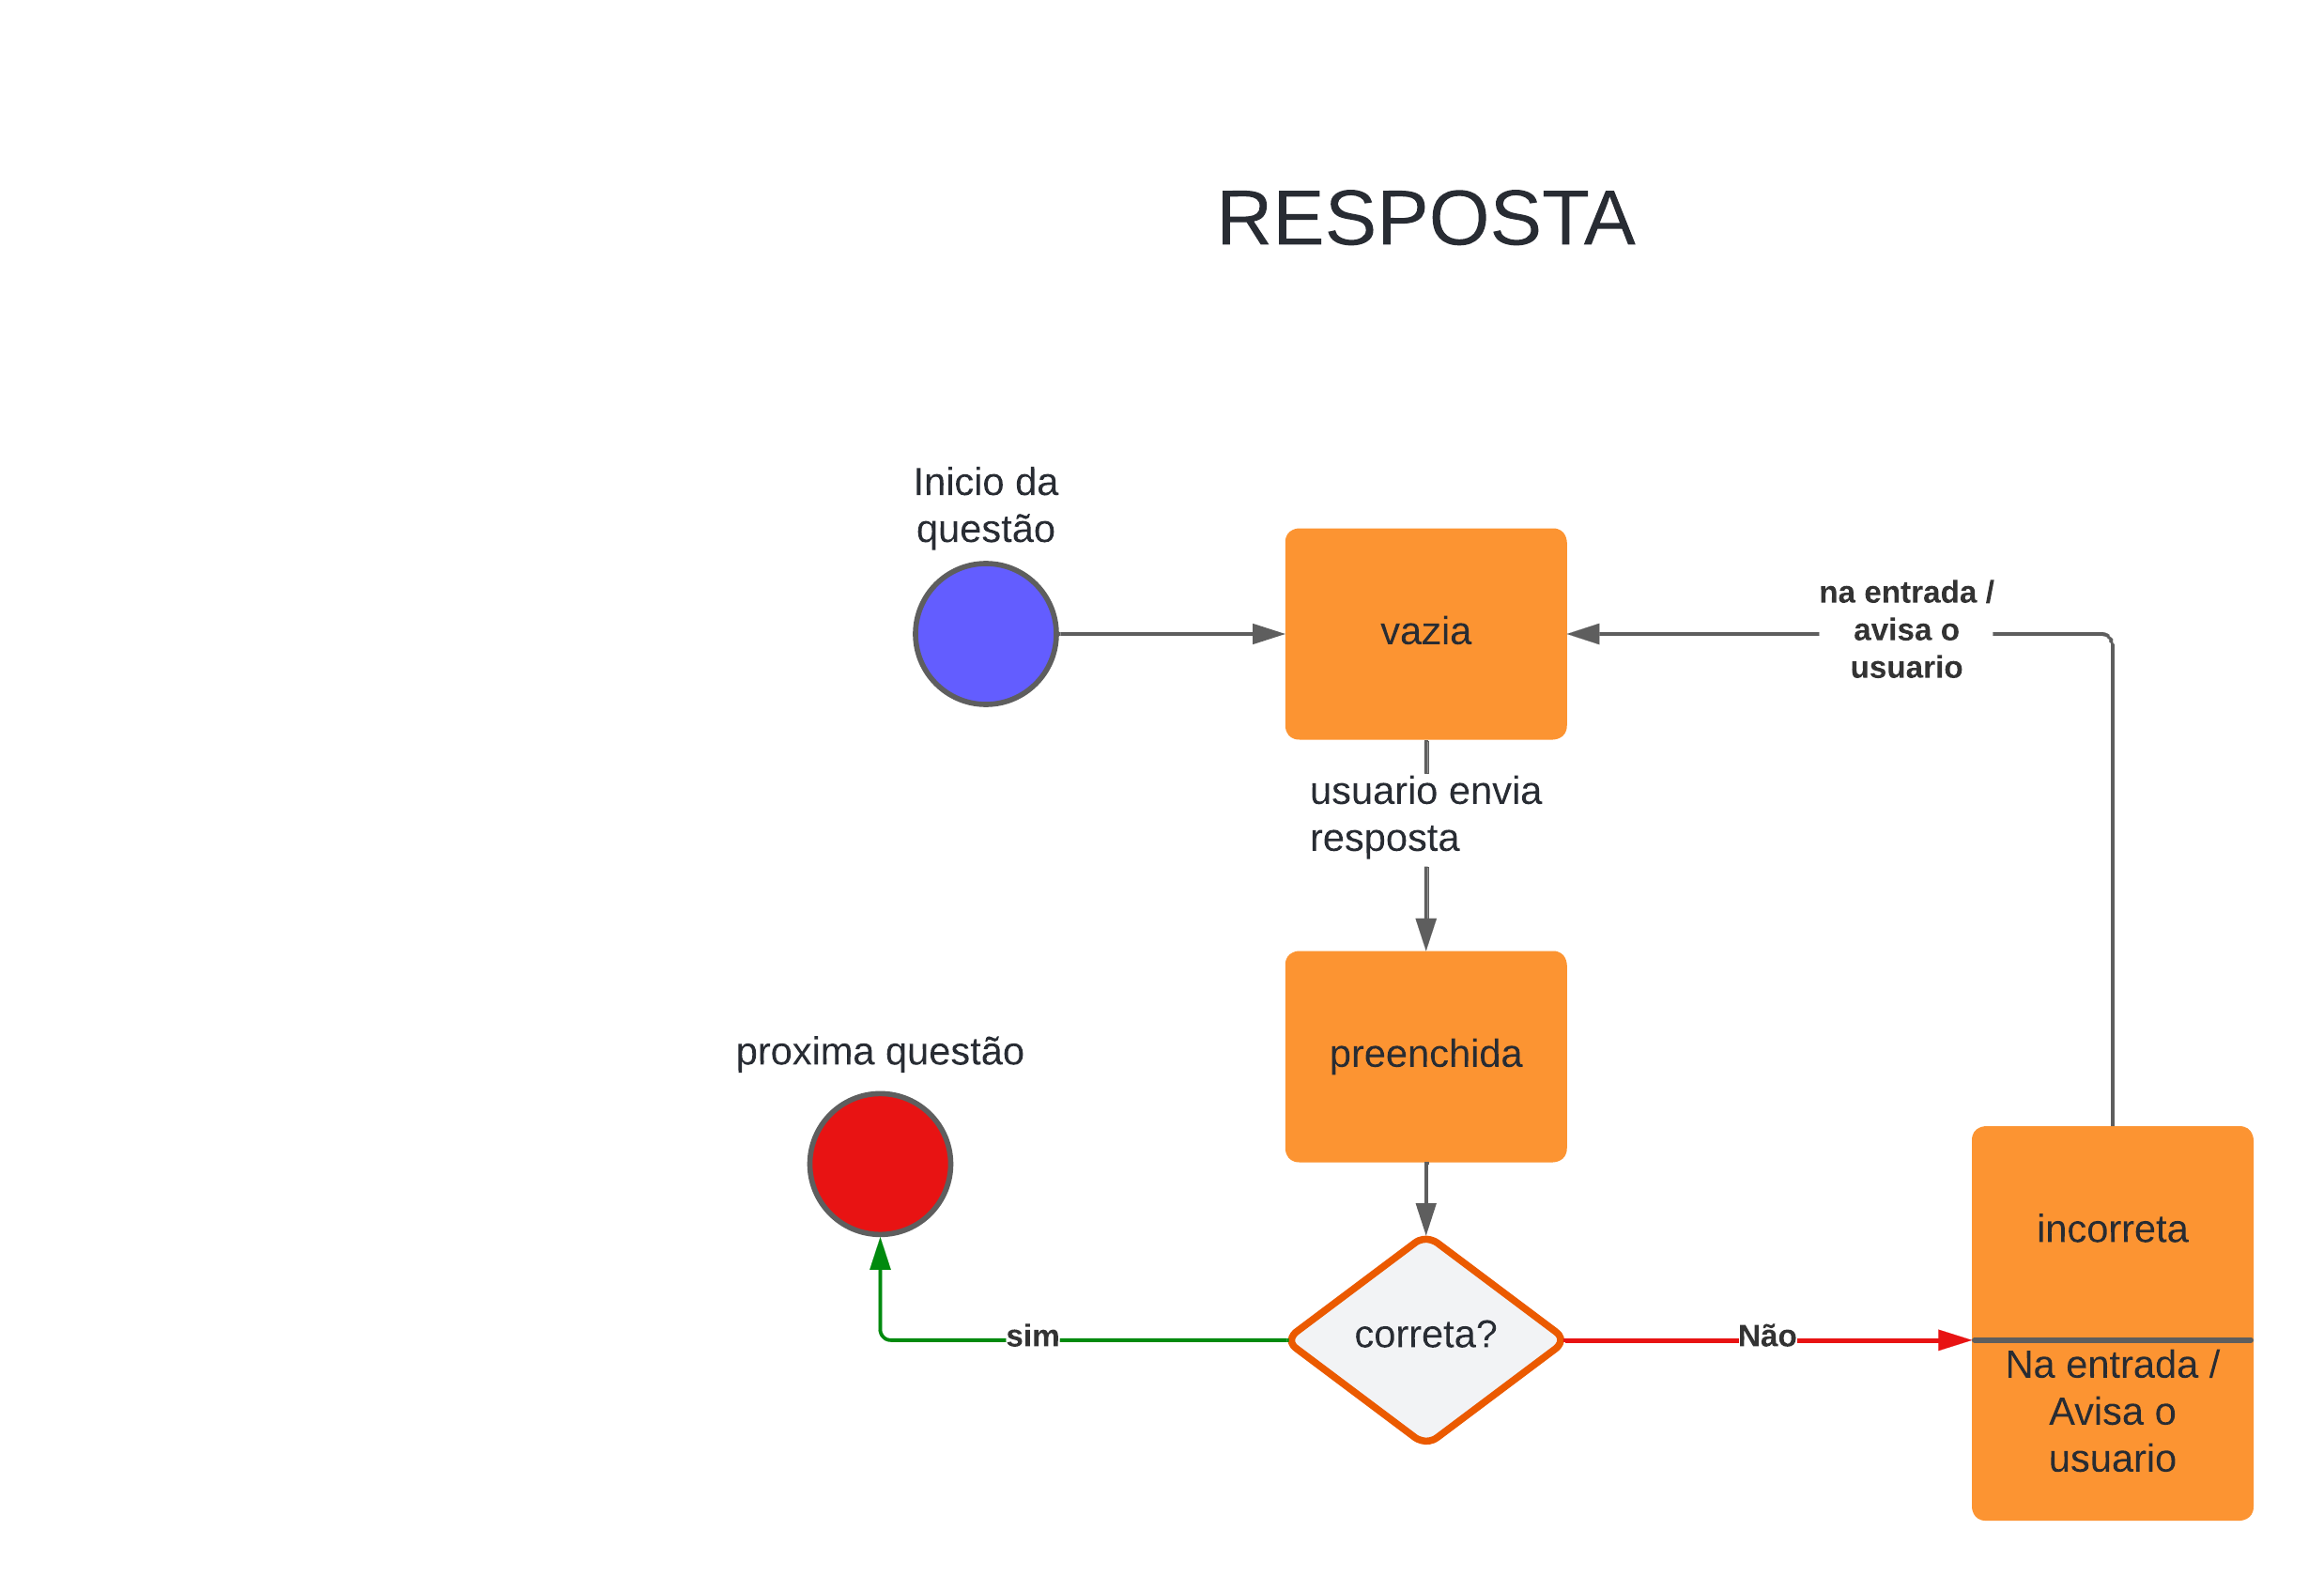 RESPOSTA
Inicio da
questão
vazia
na entrada /
avisa o
usuario
usuario envia
resposta
preenchida
proxima questão
correta?
sim
Não
incorreta
Na entrada /
Avisa o
usuario